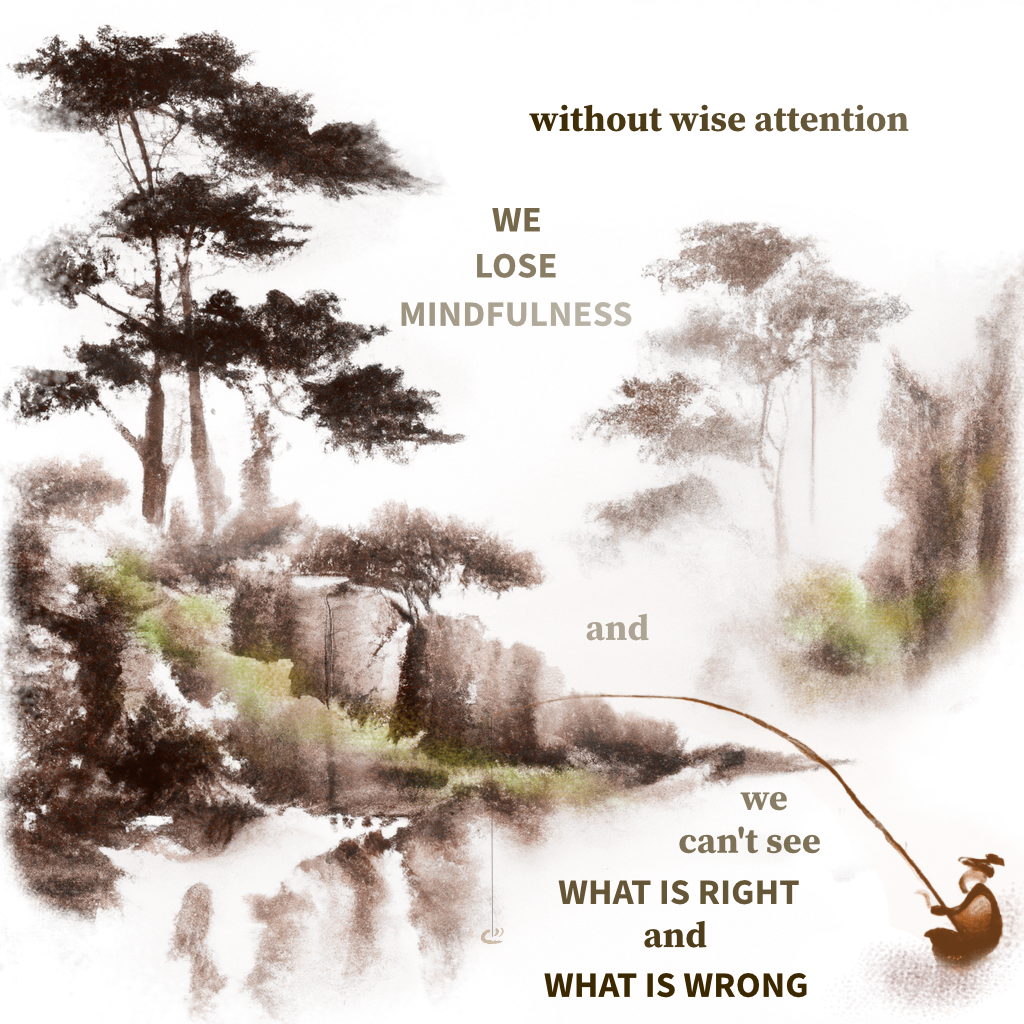 without wise attention
WE
LOSE
MINDFULNESS
and
we
can't see
WHAT IS RIGHT
and
WHAT IS WRONG